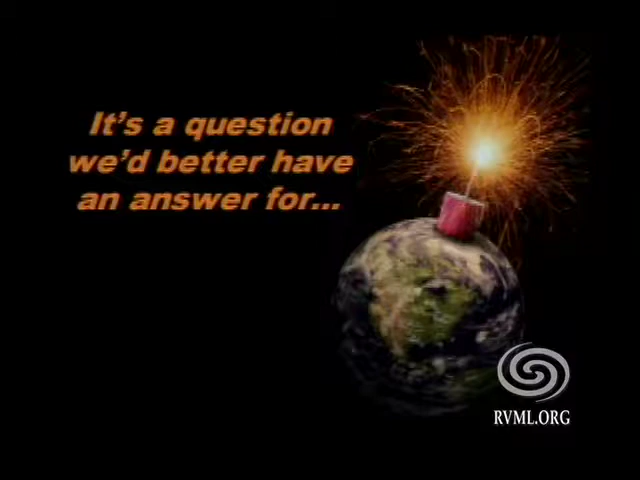 It's a question
we'd better have
an answer for...
RVML.ORG